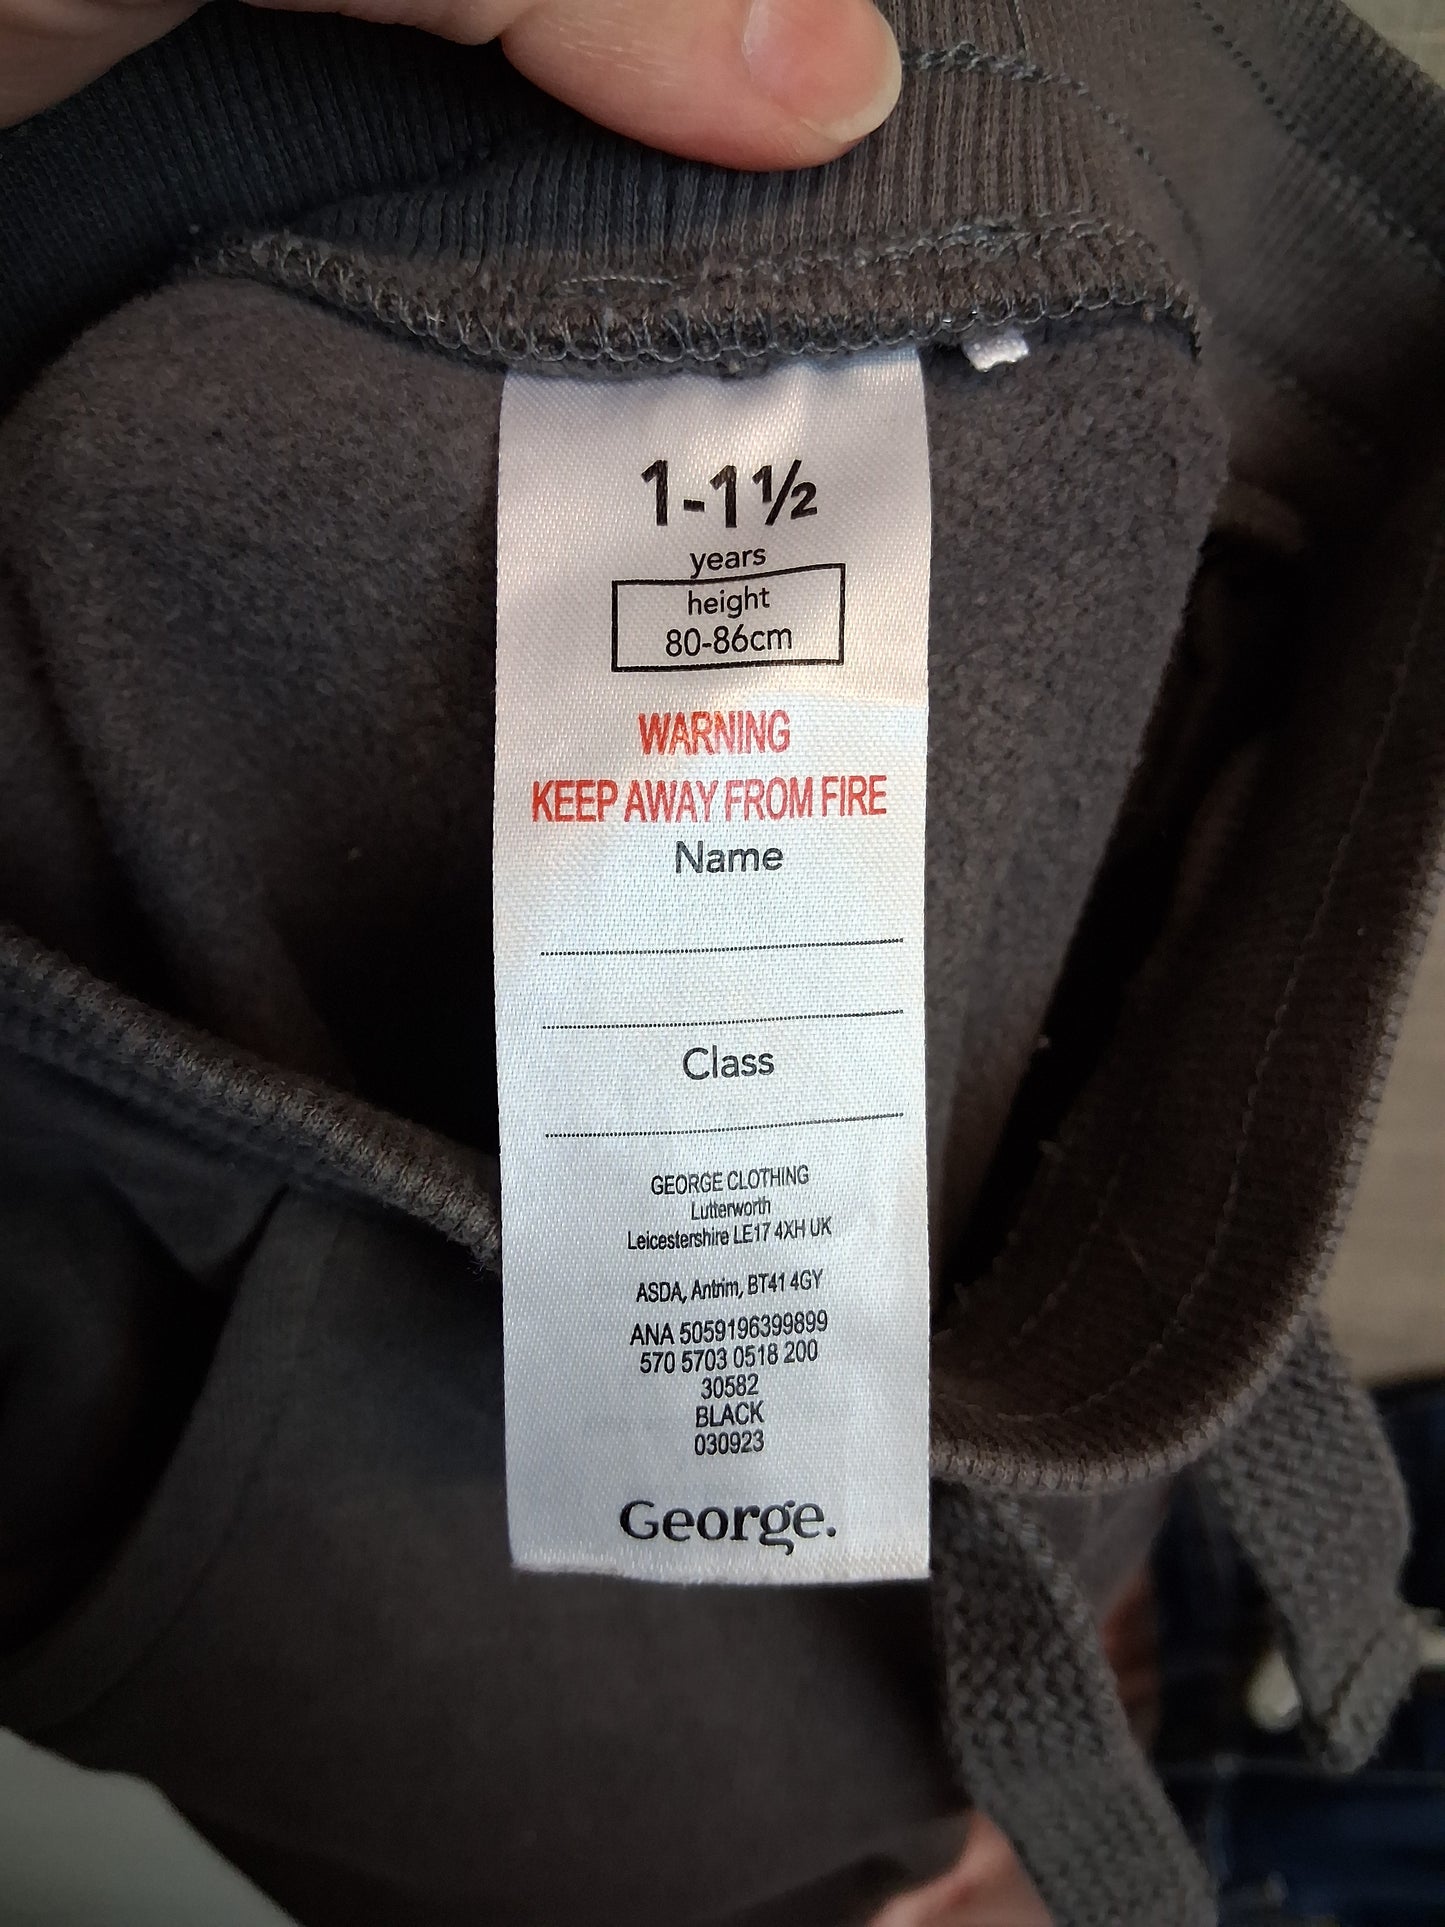 1-1½
years
height
80-86cm
WARNING
KEEP AWAY FROM FIRE
Name
Class
GEORGE CLOTHING
Lutterworth
Leicestershire LE17 4XH UK
ASDA, Antrim, BT41 4GY
ANA 5059196399899
570 5703 0518 200
30582
BLACK
030923
George.